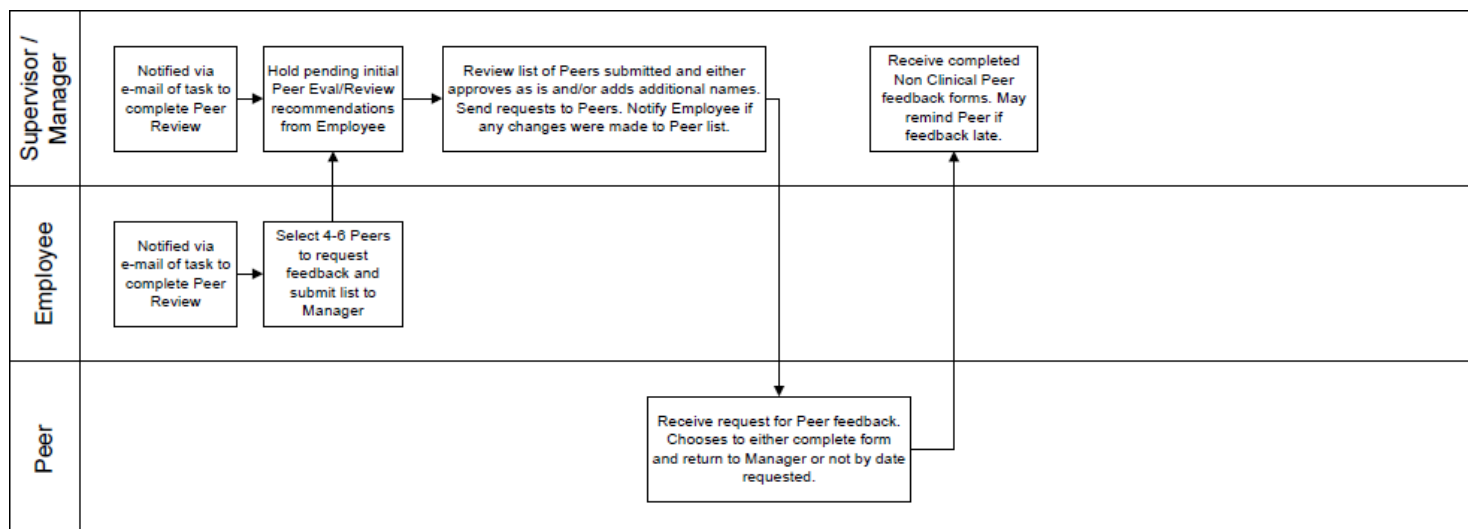 Supervisor /
Manager
Notified via
e-mail of task to
complete Peer
Review
Hold pending initial
Peer Eval/Review
recommendations
from Employee
Review list of Peers submitted and either
approves as is and/or adds additional names.
Send requests to Peers. Notify Employee if
any changes were made to Peer list.
Receive completed
Non Clinical Peer
feedback forms. May
remind Peer if
feedback late.
Employee
Notified via
e-mail of task to
complete Peer
Review
Select 4-6 Peers
to request
feedback and
submit list to
Manager
Peer
Receive request for Peer feedback.
Chooses to either complete form
and return to Manager or not by date
requested.